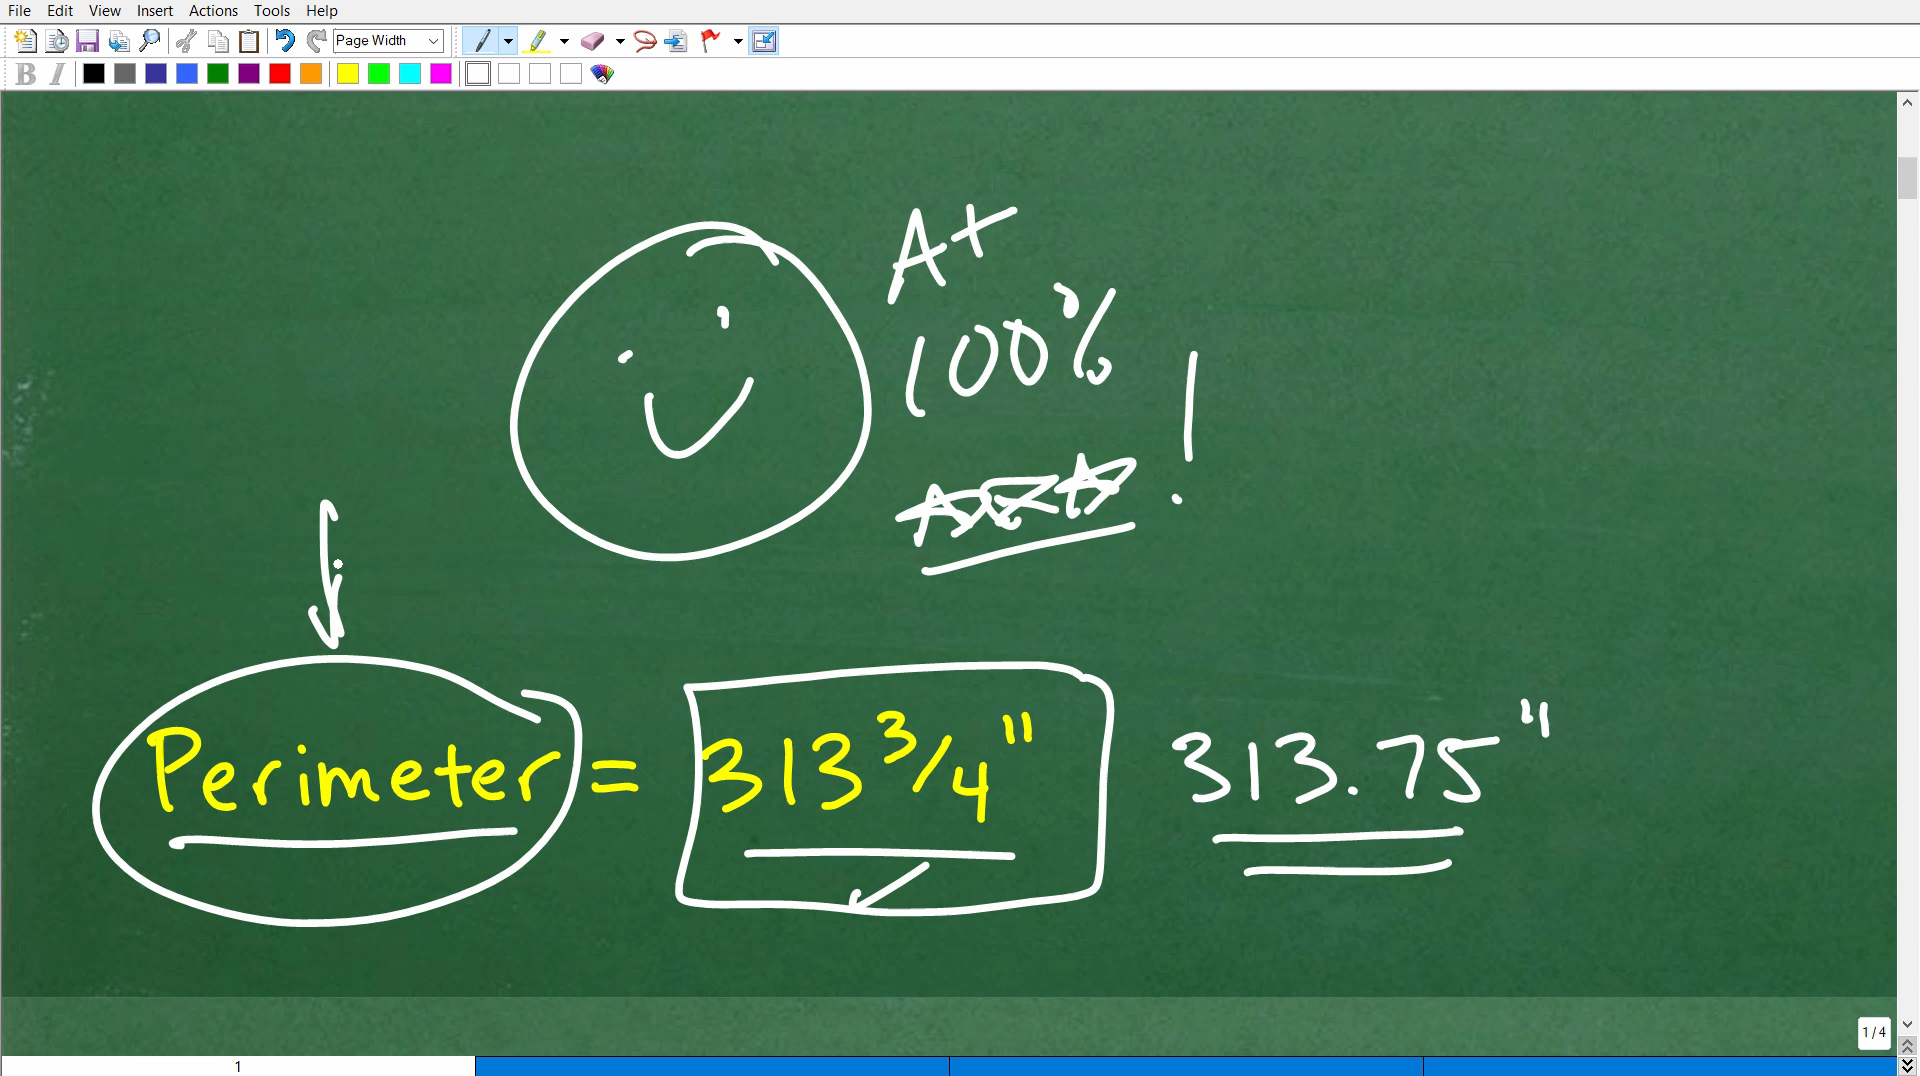 File Edit View Insert Actions Tools Help
Page Width
B I
A+
100%
!
Perimeter = 313 3/4" 313.75"
1/4
1